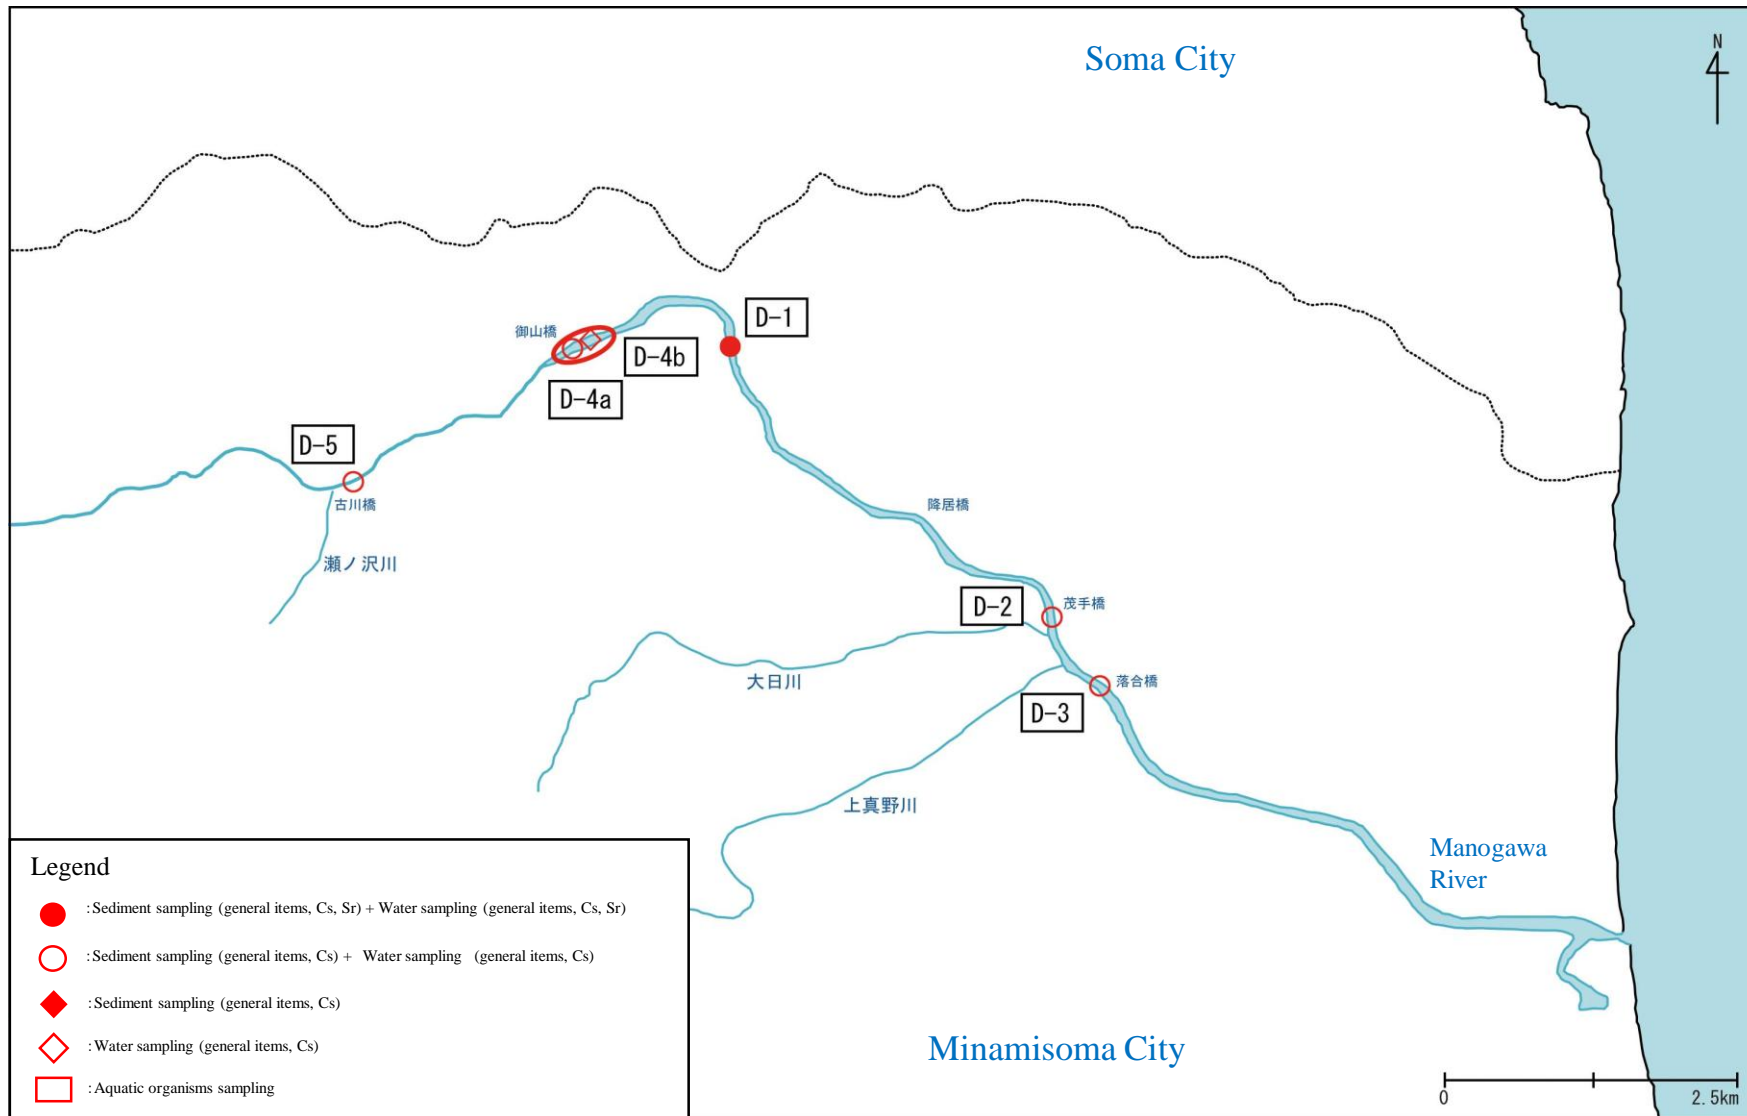 Soma City
N
D-1
御山橋
D-4b
D-4a
D-5
古川橋
降居橋
瀬ノ沢川
D-2
茂手橋
大日川
落合橋
D-3
上真野川
Manogawa
River
Legend
:Sediment sampling (general items, Cs, Sr) + Water sampling (general items, Cs, Sr)
:Sediment sampling (general items, Cs) + Water sampling (general items, Cs)
:Sediment sampling (general items, Cs)
:Water sampling (general items, Cs)
:Aquatic organisms sampling
Minamisoma City
0
2.5km